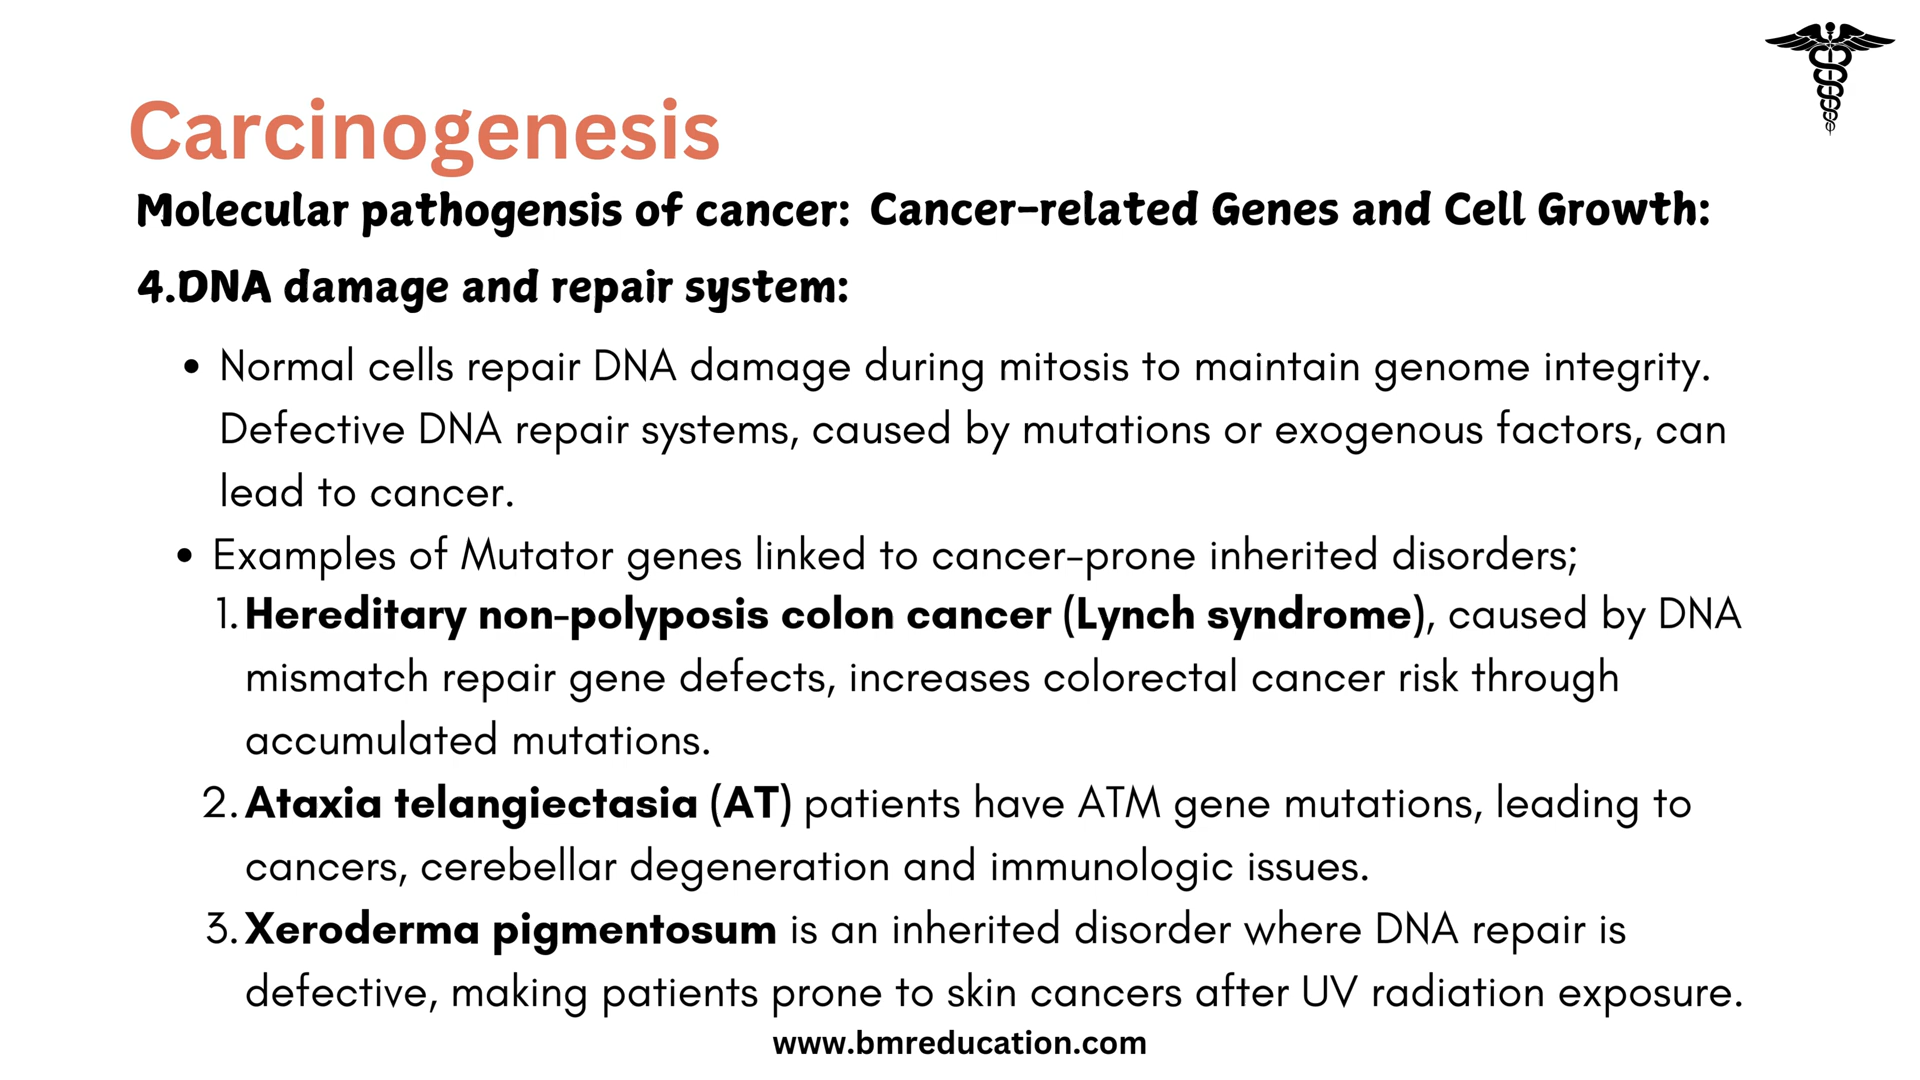 Carcinogenesis
Molecular pathogensis of cancer: Cancer-related Genes and Cell Growth:
4.DNA damage and repair system:
• Normal cells repair DNA damage during mitosis to maintain genome integrity.
Defective DNA repair systems, caused by mutations or exogenous factors, can
lead to cancer.
• Examples of Mutator genes linked to cancer-prone inherited disorders;
1. Hereditary non-polyposis colon cancer (Lynch syndrome), caused by DNA
mismatch repair gene defects, increases colorectal cancer risk through
accumulated mutations.
2. Ataxia telangiectasia (AT) patients have ATM gene mutations, leading to
cancers, cerebellar degeneration and immunologic issues.
3. Xeroderma pigmentosum is an inherited disorder where DNA repair is
defective, making patients prone to skin cancers after UV radiation exposure.
www.bmreducation.com